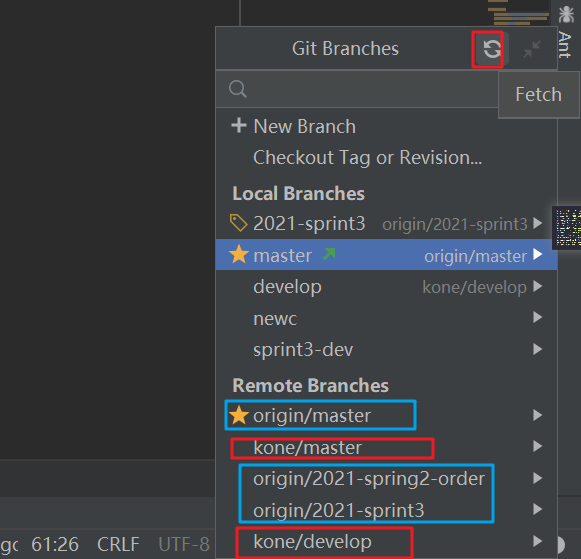 Git Branches
Ant
Fetch
New Branch
Checkout Tag or Revision...
Local Branches
2021-sprint3 origin/2021-sprint3
master origin/master
develop kone/develop
newc
sprint3-dev
Remote Branches
origin/master
kone/master
origin/2021-spring2-order
origin/2021-sprint3
kone/develop
61:26 CRLF UTF-8